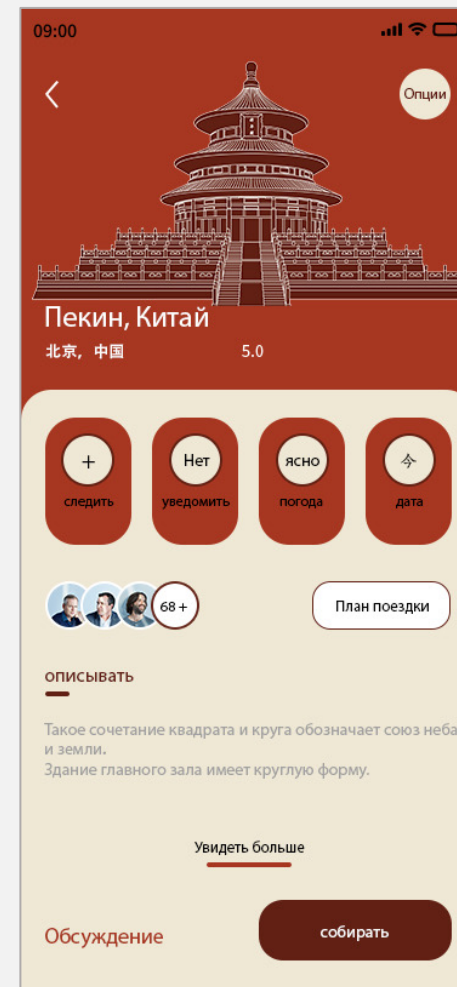 09:00
Опции
Пекин, Китай
北京，中国 5.0
+ Нет ясно 今
следить уведомить погода дата
68 + План поездки
описывать
Такое сочетание квадрата и круга обозначает союз неба
и земли.
Здание главного зала имеет круглую форму.
Увидеть больше
Обсуждение собирать